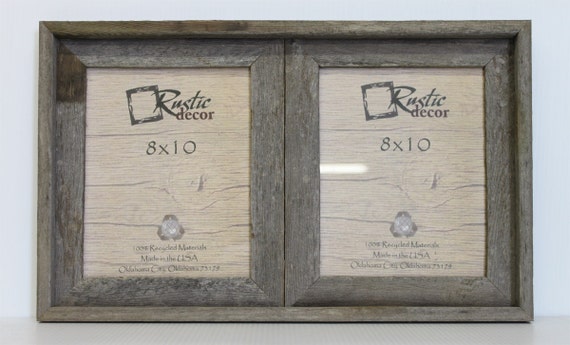 Rustic
decor
8x10
100% Recycled Materials
Made in the USA
Oklahoma City, Oklahoma 73128
Rustic
decor
8x10
100% Recycled Materials
Made in the USA
Oklahoma City, Oklahoma 73128